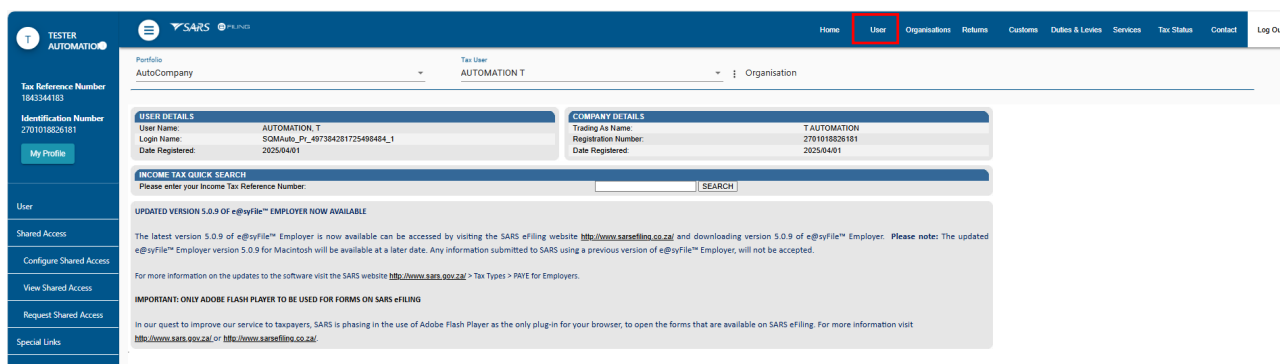 T
TESTER
AUTOMATION
SARS eFILING
Home User Organisations Returns Customs Duties & Levies Services Tax Status Contact Log Ou
Portfolio
AutoCompany
Tax User
AUTOMATION T
Organisation
Tax Reference Number
1843344183
Identification Number
2701018826181
My Profile
User
Shared Access
Configure Shared Access
View Shared Access
Request Shared Access
Special Links
USER DETAILS
User Name: AUTOMATION, T
Login Name: SQMAuto_Pr_497384281725498484_1
Date Registered: 2025/04/01
COMPANY DETAILS
Trading As Name: T AUTOMATION
Registration Number: 2701018826181
Date Registered: 2025/04/01
INCOME TAX QUICK SEARCH
Please enter your Income Tax Reference Number: SEARCH
UPDATED VERSION 5.0.9 OF e@syFile™ EMPLOYER NOW AVAILABLE
The latest version 5.0.9 of e@syFile™ Employer is now available can be accessed by visiting the SARS eFiling website http://www.sarsefiling.co.za/ and downloading version 5.0.9 of e@syFile™ Employer. Please note: The updated
e@syFile™ Employer version 5.0.9 for Macintosh will be available at a later date. Any information submitted to SARS using a previous version of e@syFile™ Employer, will not be accepted.
For more information on the updates to the software visit the SARS website http://www.sars.gov.za/ > Tax Types > PAYE for Employers.
IMPORTANT: ONLY ADOBE FLASH PLAYER TO BE USED FOR FORMS ON SARS eFILING
In our quest to improve our service to taxpayers, SARS is phasing in the use of Adobe Flash Player as the only plug-in for your browser, to open the forms that are available on SARS eFiling. For more information visit
http://www.sars.gov.za/ or http://www.sarsefiling.co.za/.